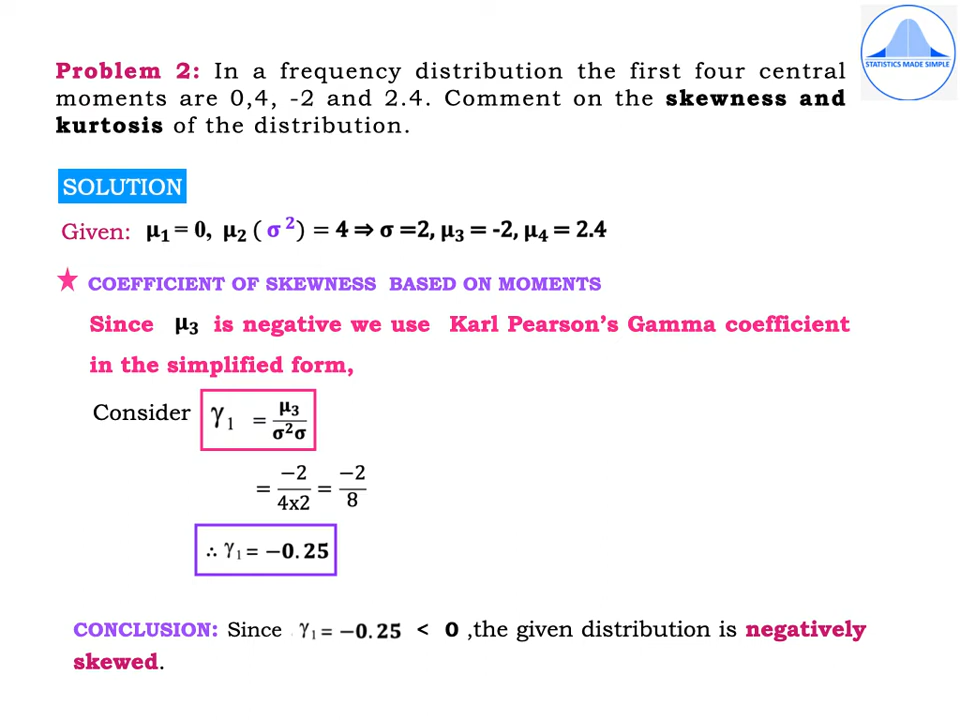 STATISTICS MADE SIMPLE
Problem 2: In a frequency distribution the first four central
moments are 0,4, -2 and 2.4. Comment on the skewness and
kurtosis of the distribution.
SOLUTION
Given: μ₁ = 0, μ₂ ( σ ²) = 4 ⇒ σ =2, μ₃ = -2, μ₄ = 2.4
★ COEFFICIENT OF SKEWNESS BASED ON MOMENTS
Since μ₃ is negative we use Karl Pearson's Gamma coefficient
in the simplified form,
Consider γ₁ = μ₃/σ²σ
= −2/4x2 = −2/8
∴ γ₁ = −0.25
CONCLUSION: Since γ₁ = −0.25 < 0 ,the given distribution is negatively
skewed.